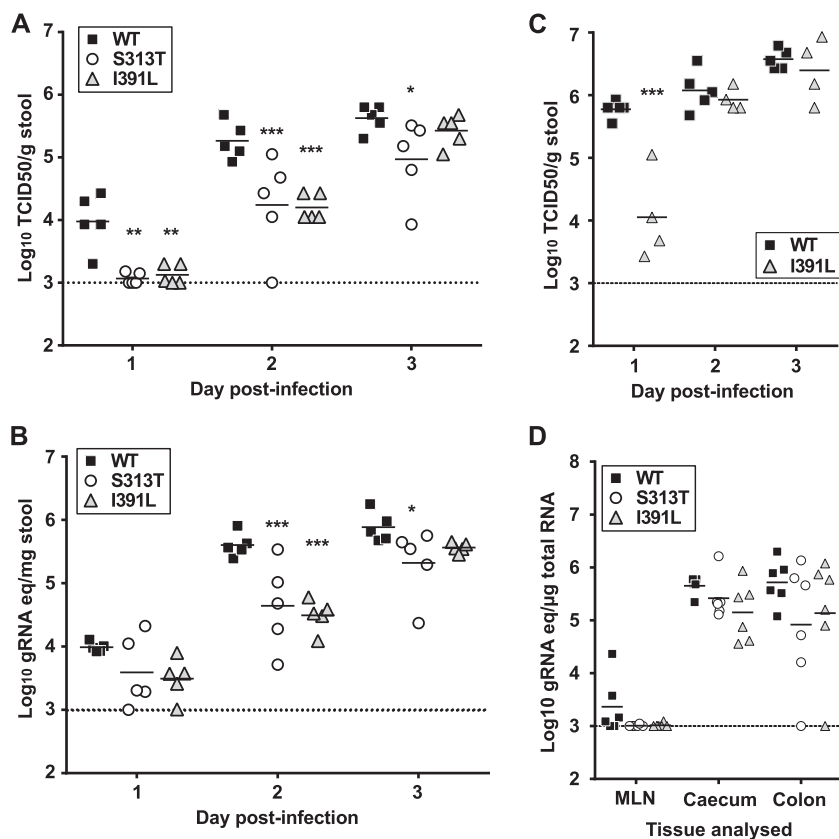 A
Log10 TCID50/g stool
7
6
5
4
3
2
WT
S313T
I391L
** **
*** ***
*
1 2 3
Day post-infection
B
Log10 gRNA eq/mg stool
7
6
5
4
3
2
WT
S313T
I391L
*** ***
*
1 2 3
Day post-infection
C
Log10 TCID50/g stool
7
6
5
4
3
2
***
WT
I391L
1 2 3
Day post-infection
D
Log10 gRNA eq/µg total RNA
8
7
6
5
4
3
2
WT
S313T
I391L
MLN Caecum Colon
Tissue analysed